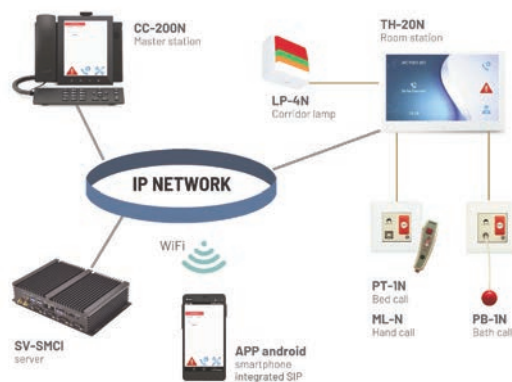 CC-200N
Master station
TH-20N
Room station
LP-4N
Corridor lamp
IP NETWORK
WiFi
PT-1N
Bed call
ML-N
Hand call
PB-1N
Bath call
SV-SMCI
server
APP android
smartphone
integrated SIP